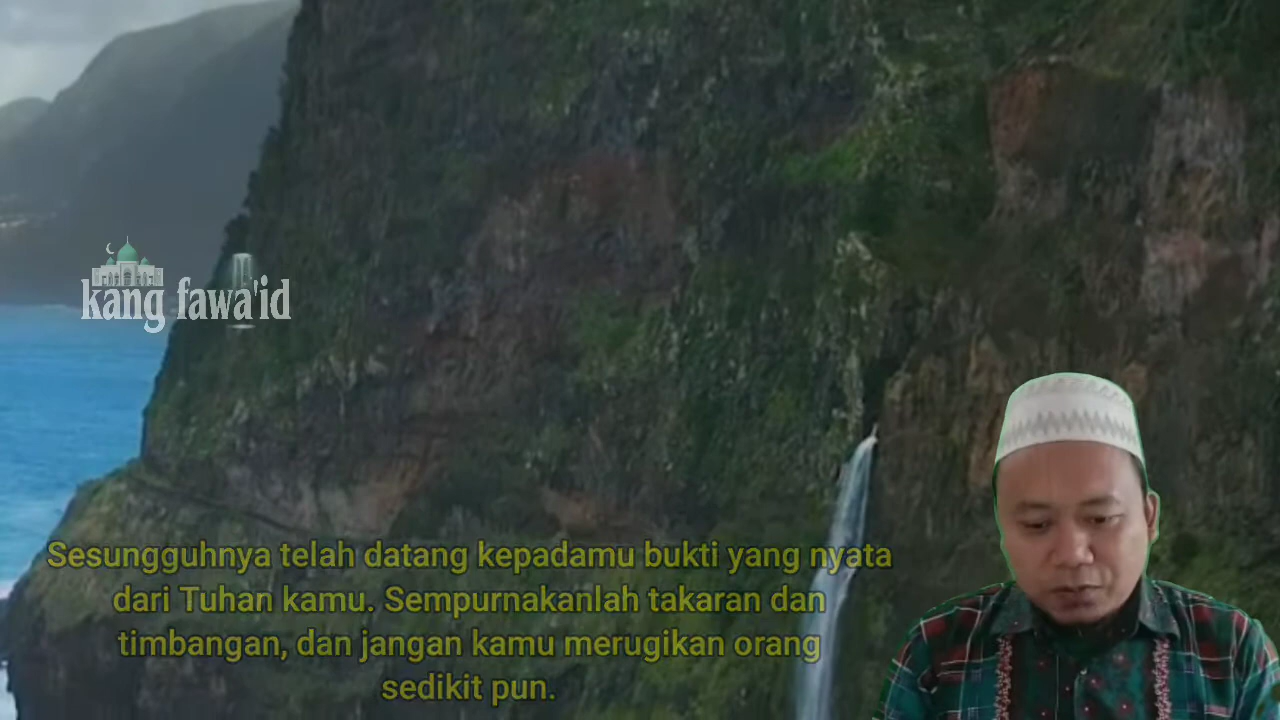 kang fawa'id
Sesungguhnya telah datang kepadamu bukti yang nyata
dari Tuhan kamu. Sempurnakanlah takaran dan
timbangan, dan jangan kamu merugikan orang
sedikit pun.